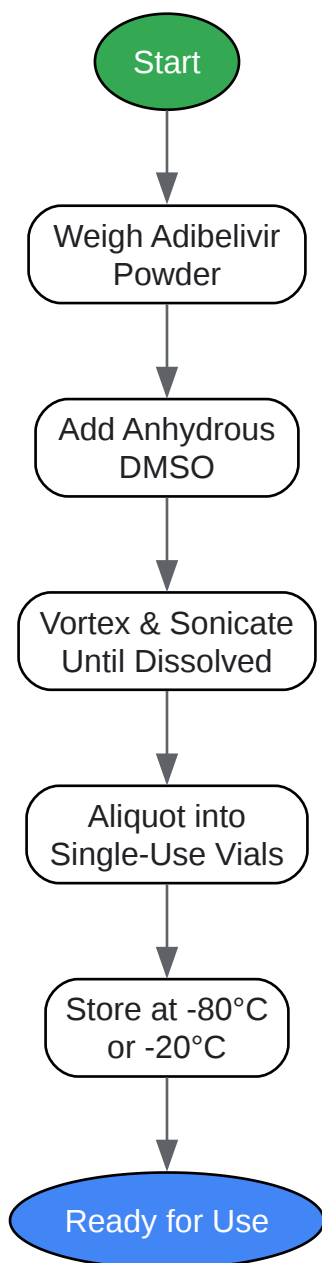 Start
Weigh Adibelivir
Powder
Add Anhydrous
DMSO
Vortex & Sonicate
Until Dissolved
Aliquot into
Single-Use Vials
Store at -80°C
or -20°C
Ready for Use